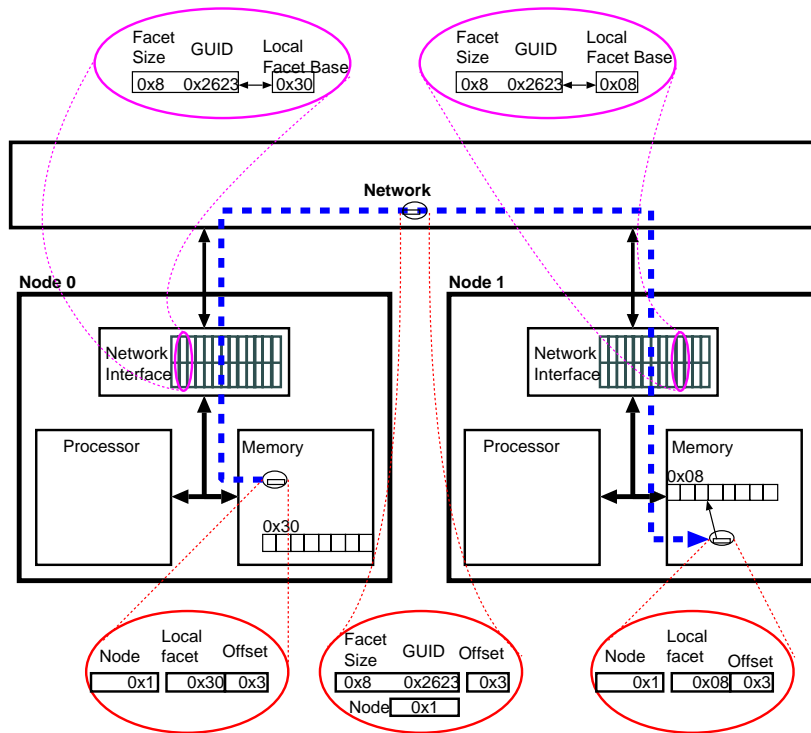 Facet Size GUID Local Facet Base
0x8 0x2623 0x30
Facet Size GUID Local Facet Base
0x8 0x2623 0x08
Network
Node 0
Node 1
Network Interface
Network Interface
Processor
Memory
0x30
Processor
Memory
0x08
Node Local facet Offset
0x1 0x30 0x3
Facet Size GUID Offset
0x8 0x2623 0x3
Node 0x1
Node Local facet Offset
0x1 0x08 0x3